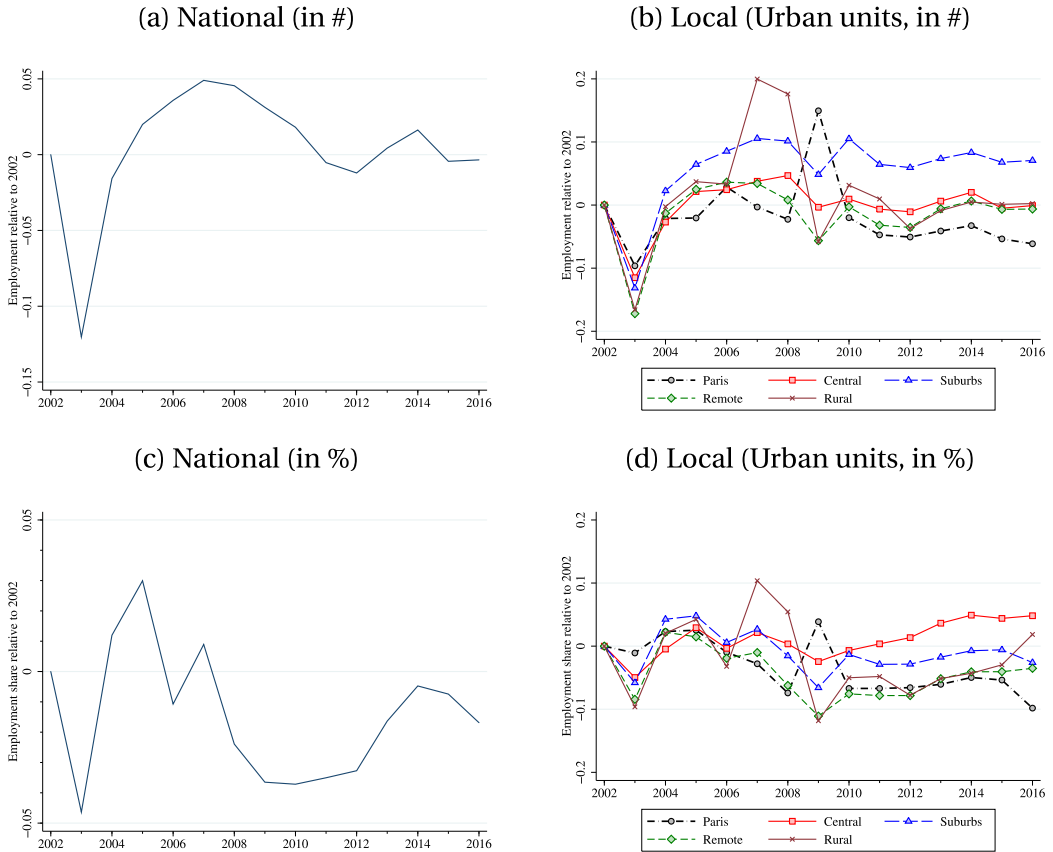 (a) National (in #)
Employment relative to 2002
0.05
0
−0.05
−0.1
−0.15
2002 2004 2006 2008 2010 2012 2014 2016
(b) Local (Urban units, in #)
Employment relative to 2002
0.2
0.1
0
−0.1
−0.2
2002 2004 2006 2008 2010 2012 2014 2016
Paris Central Suburbs
Remote Rural
(c) National (in %)
Employment share relative to 2002
0.05
0
−0.05
2002 2004 2006 2008 2010 2012 2014 2016
(d) Local (Urban units, in %)
Employment share relative to 2002
0.2
0.1
0
−0.1
−0.2
2002 2004 2006 2008 2010 2012 2014 2016
Paris Central Suburbs
Remote Rural